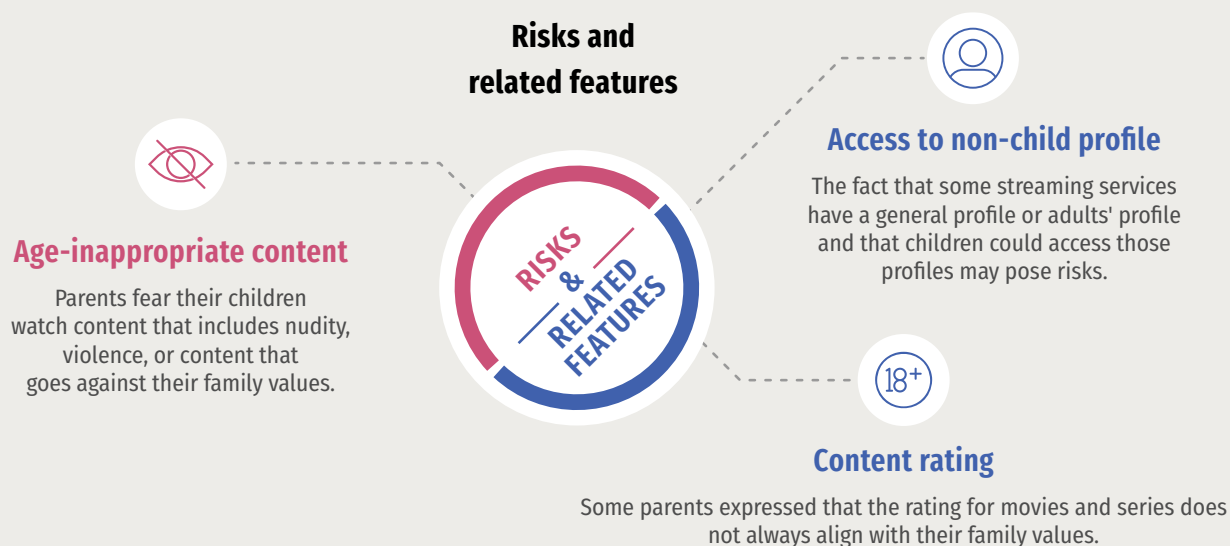 Risks and
related features
Age-inappropriate content
Parents fear their children
watch content that includes nudity,
violence, or content that
goes against their family values.
RISKS
&
RELATED
FEATURES
Access to non-child profile
The fact that some streaming services
have a general profile or adults' profile
and that children could access those
profiles may pose risks.
18+
Content rating
Some parents expressed that the rating for movies and series does
not always align with their family values.